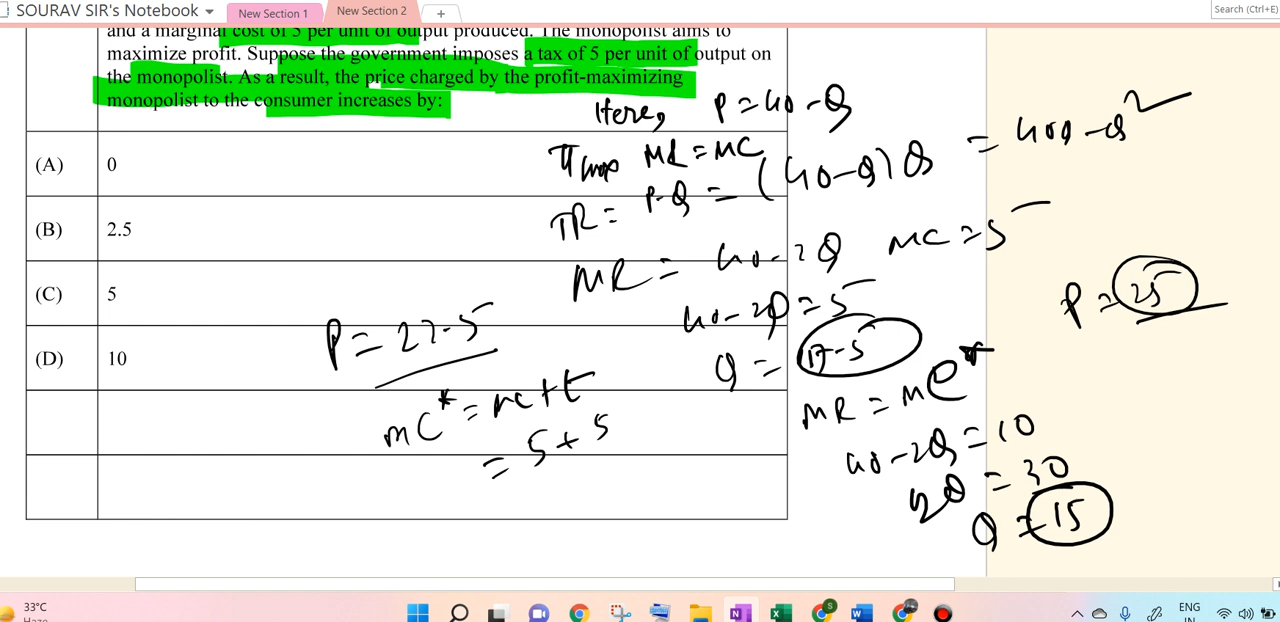 SOURAV SIR's Notebook
New Section 1
New Section 2
+
Search (Ctrl+E)
and a marginal cost of 5 per unit of output produced. The monopolist aims to
maximize profit. Suppose the government imposes a tax of 5 per unit of output on
the monopolist. As a result, the price charged by the profit-maximizing
monopolist to the consumer increases by:
(A) 0
(B) 2.5
(C) 5
(D) 10
Here, P = 40 - Q
π max MR = MC
TR = P·Q = (40 - Q) Q = 40Q - Q²
MR = 40 - 2Q MC = 5
40 - 2Q = 5
Q = 17-5
P = 22-5
MC* = MC + t
= 5 + 5
MR = MC*
40 - 2Q = 10
2Q = 30
Q = 15
P = 25
33°C
Haze
ENG
IN